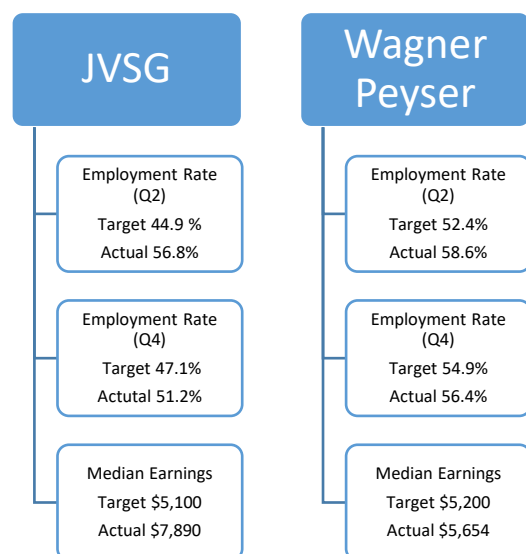 JVSG
Employment Rate
(Q2)
Target 44.9 %
Actual 56.8%
Employment Rate
(Q4)
Target 47.1%
Actutal 51.2%
Median Earnings
Target $5,100
Actual $7,890
Wagner
Peyser
Employment Rate
(Q2)
Target 52.4%
Actual 58.6%
Employment Rate
(Q4)
Target 54.9%
Actual 56.4%
Median Earnings
Target $5,200
Actual $5,654